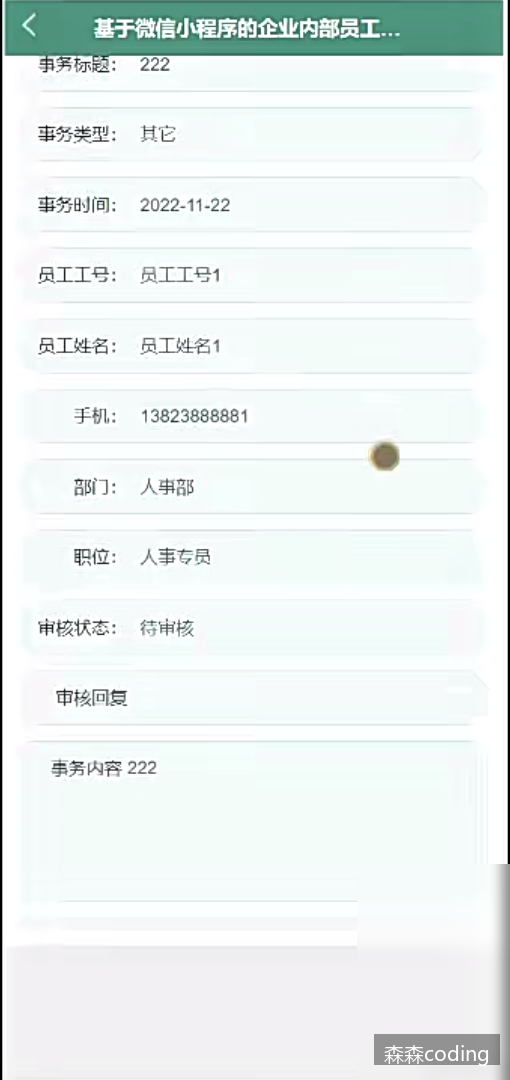 基于微信小程序的企业内部员工...
事务标题： 222
事务类型： 其它
事务时间： 2022-11-22
员工工号： 员工工号1
员工姓名： 员工姓名1
手机： 13823888881
部门： 人事部
职位： 人事专员
审核状态： 待审核
审核回复
事务内容 222
森森coding